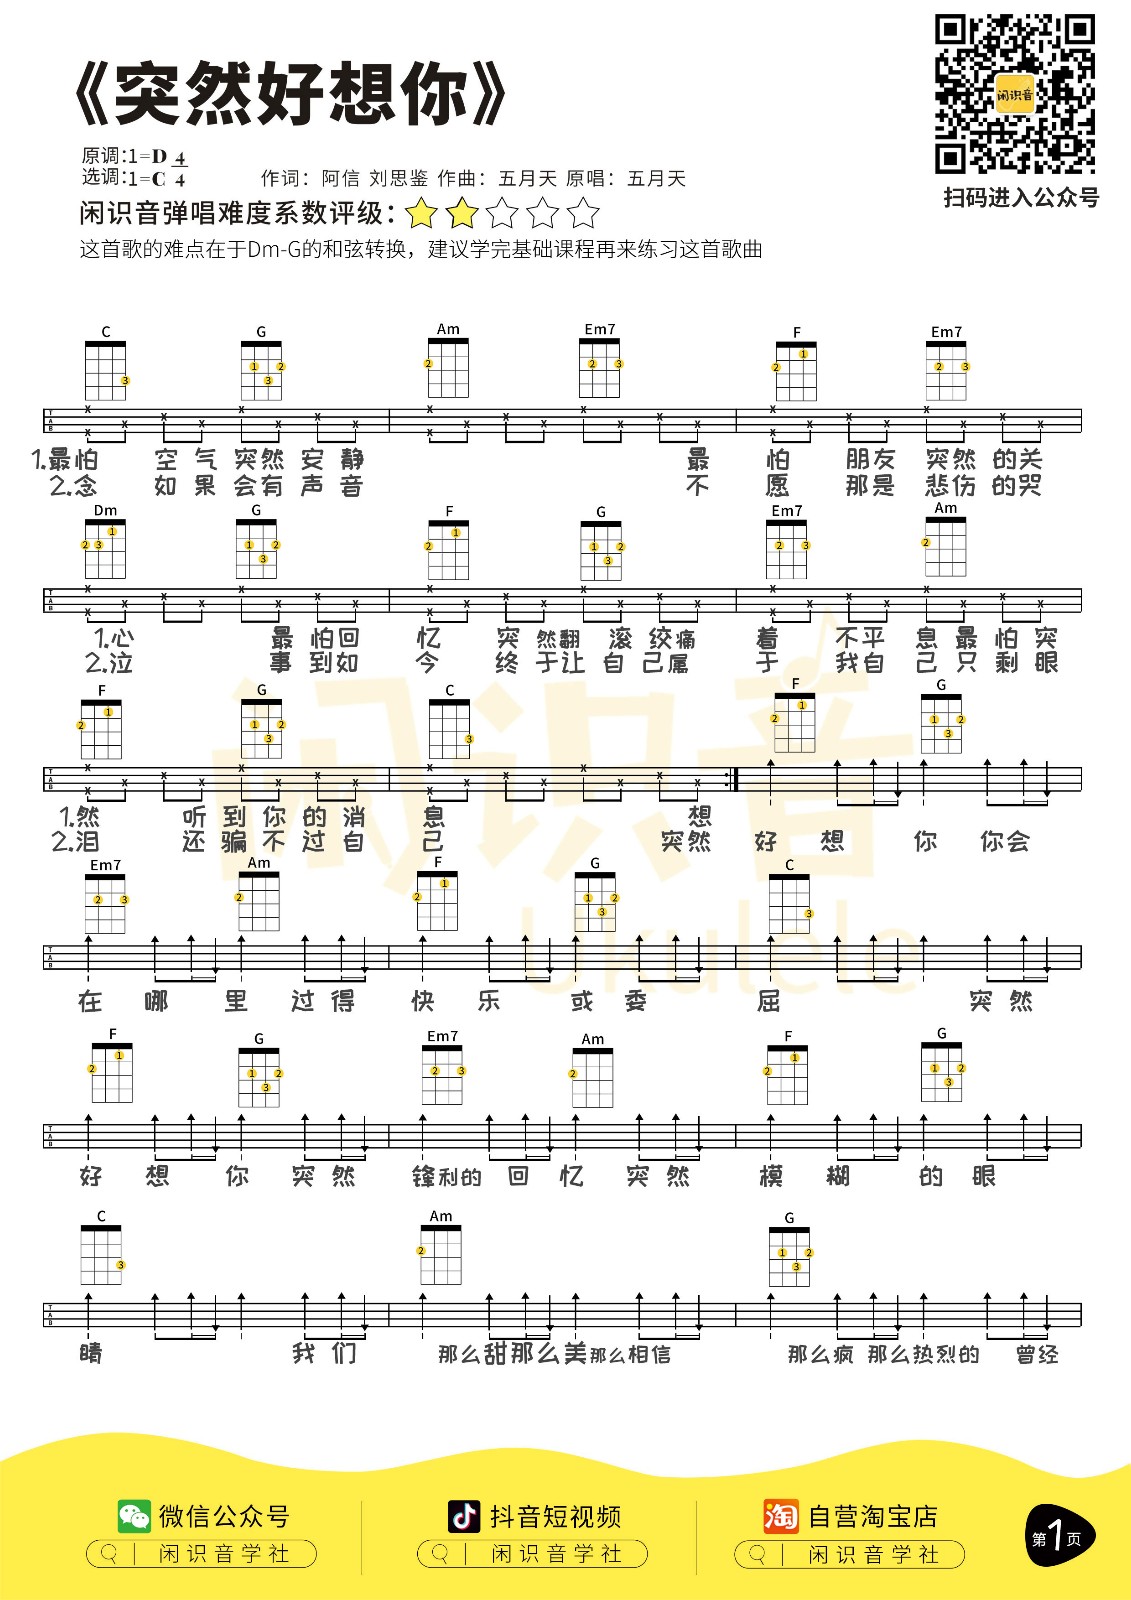 《突然好想你》
闲识音
扫码进入公众号
原调:1=D 4/4
选调:1=C
作词：阿信 刘思鉴 作曲：五月天 原唱：五月天
闲识音弹唱难度系数评级：
这首歌的难点在于Dm-G的和弦转换，建议学完基础课程再来练习这首歌曲
C G Am Em7 F Em7
1.最怕 空 气 突然 安 静 最 怕 朋友 突然 的关
2.念 如 果 会有 声 音 不 愿 那是 悲伤 的哭
Dm G F G Em7 Am
1.心 最 怕回 忆 突 然翻 滚 绞痛 着 不平 息 最 怕 突
2.泣 事 到如 今 终 于让 自 己属 于 我自 己 只 剩 眼
F G C F G
1.然 听 到 你 的 消 息 想
2.泪 还 骗 不 过 自 己 突然 好 想 你 你会
Em7 Am F G C
在 哪 里 过 得 快 乐 或 委 屈 突 然
F G Em7 Am F G
好 想 你 突 然 锋利的 回 忆 突 然 模 糊 的 眼
C Am G
睛 我 们 那么甜那么美那么相信 那么疯 那么热烈的 曾经
闲识音
Ukulele
微信公众号 抖音短视频 自营淘宝店
闲识音学社 闲识音学社 闲识音学社
第1页